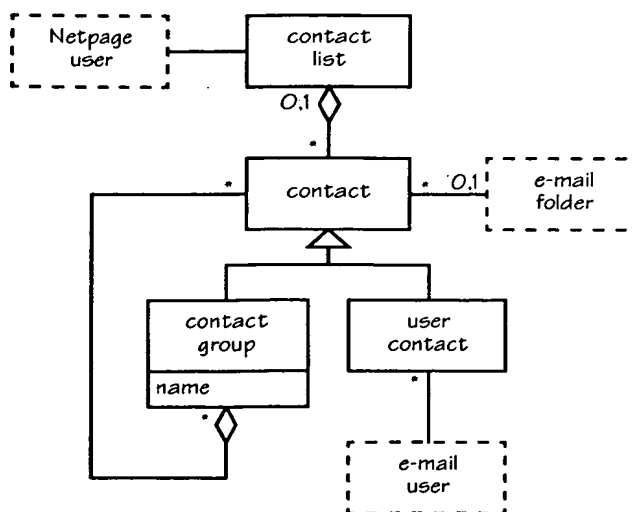 Netpage
user
contact
list
0,1
*
*
contact
*
0,1
e-mail
folder
contact
group
name
*
user
contact
*
e-mail
user